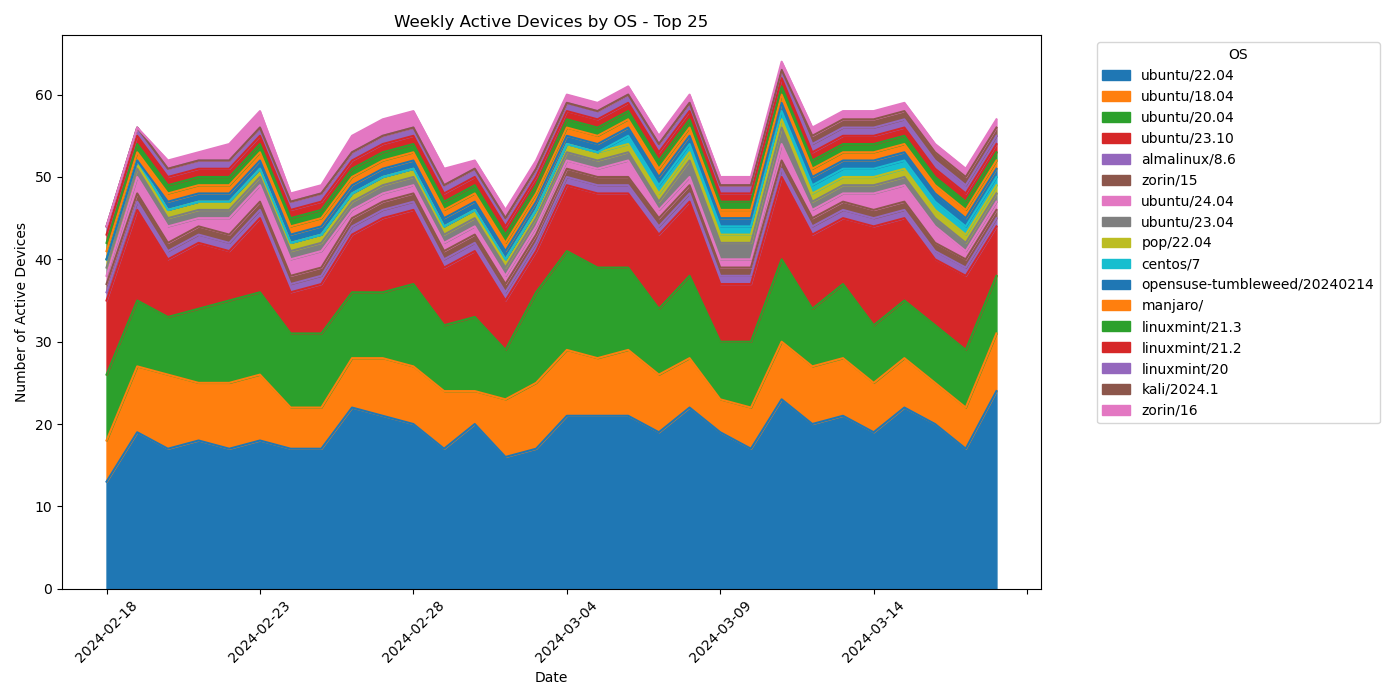 Weekly Active Devices by OS - Top 25
Number of Active Devices
60
50
40
30
20
10
0
2024-02-18
2024-02-23
2024-02-28
2024-03-04
2024-03-09
2024-03-14
Date
OS
ubuntu/22.04
ubuntu/18.04
ubuntu/20.04
ubuntu/23.10
almalinux/8.6
zorin/15
ubuntu/24.04
ubuntu/23.04
pop/22.04
centos/7
opensuse-tumbleweed/20240214
manjaro/
linuxmint/21.3
linuxmint/21.2
linuxmint/20
kali/2024.1
zorin/16